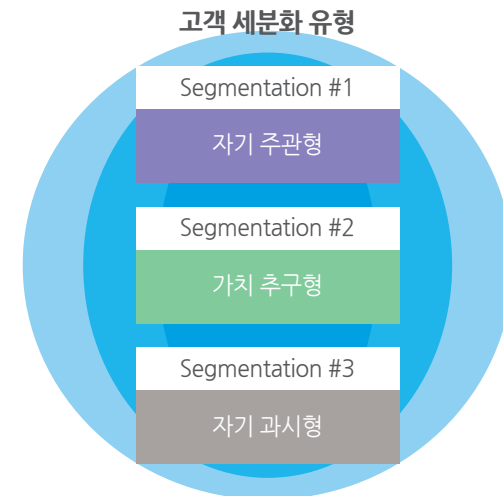 고객 세분화 유형
Segmentation #1
자기 주관형
Segmentation #2
가치 추구형
Segmentation #3
자기 과시형